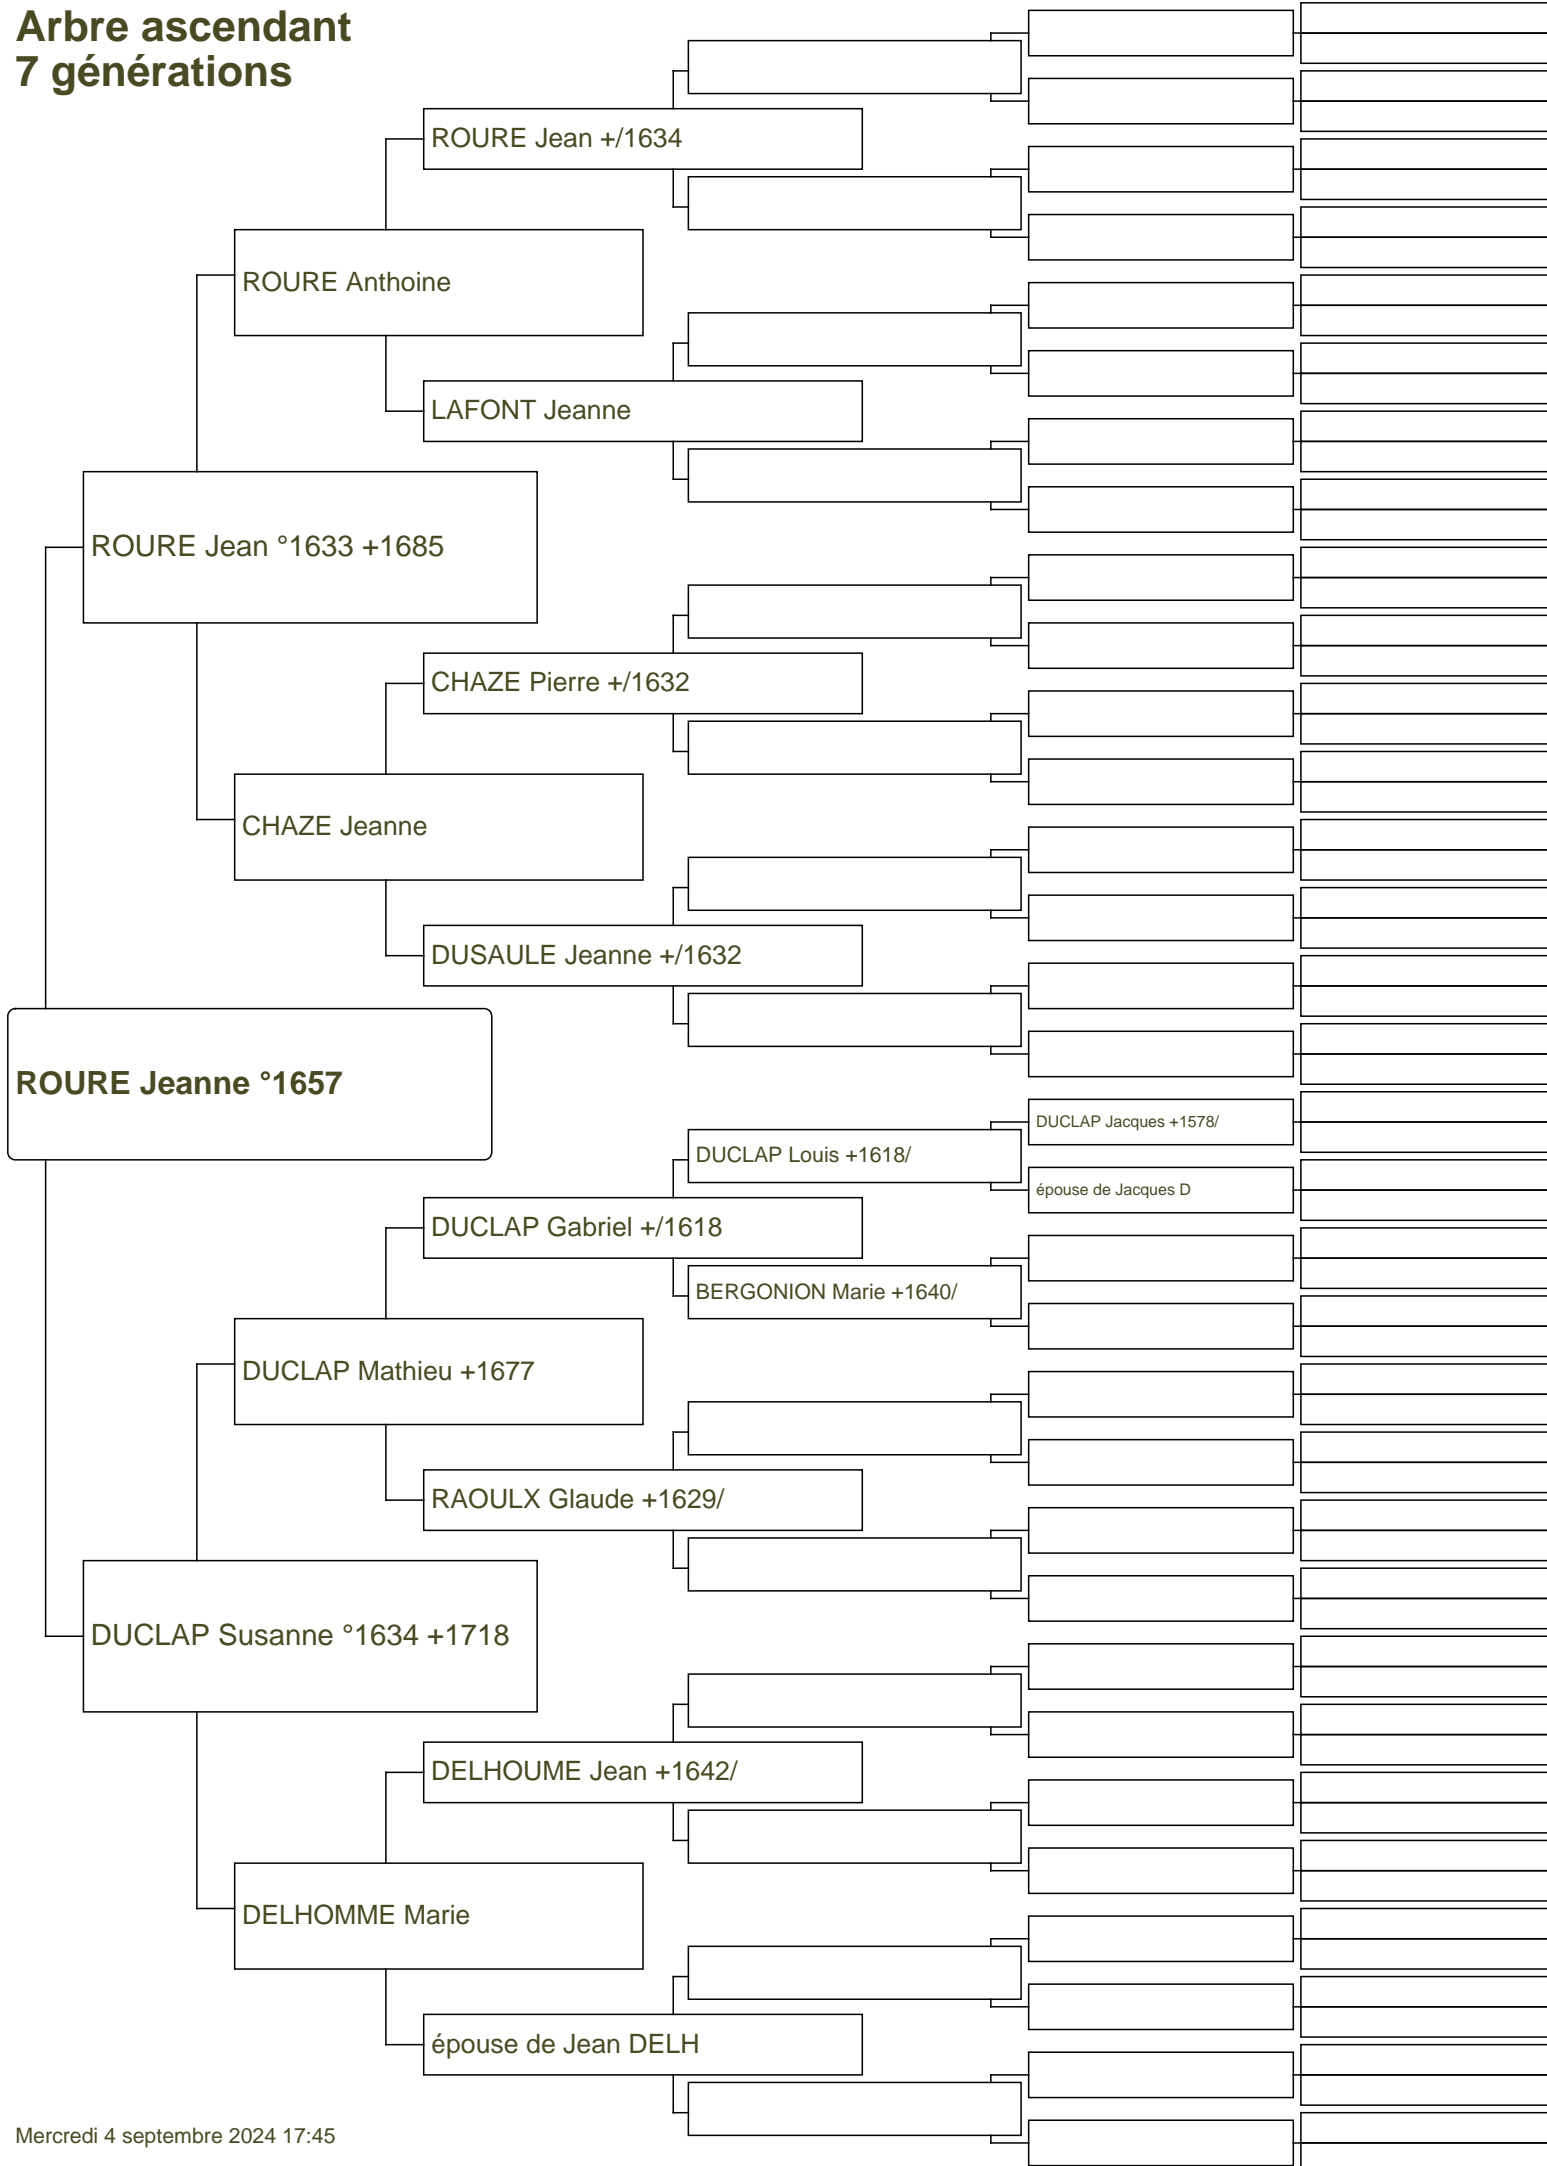 Arbre ascendant
7 générations
ROURE Jean +/1634
ROURE Anthoine
LAFONT Jeanne
ROURE Jean °1633 +1685
CHAZE Pierre +/1632
CHAZE Jeanne
DUSAULE Jeanne +/1632
ROURE Jeanne °1657
DUCLAP Jacques +1578/
DUCLAP Louis +1618/
épouse de Jacques D
DUCLAP Gabriel +/1618
BERGONION Marie +1640/
DUCLAP Mathieu +1677
RAOULX Glaude +1629/
DUCLAP Susanne °1634 +1718
DELHOUME Jean +1642/
DELHOMME Marie
épouse de Jean DELH
Mercredi 4 septembre 2024 17:45